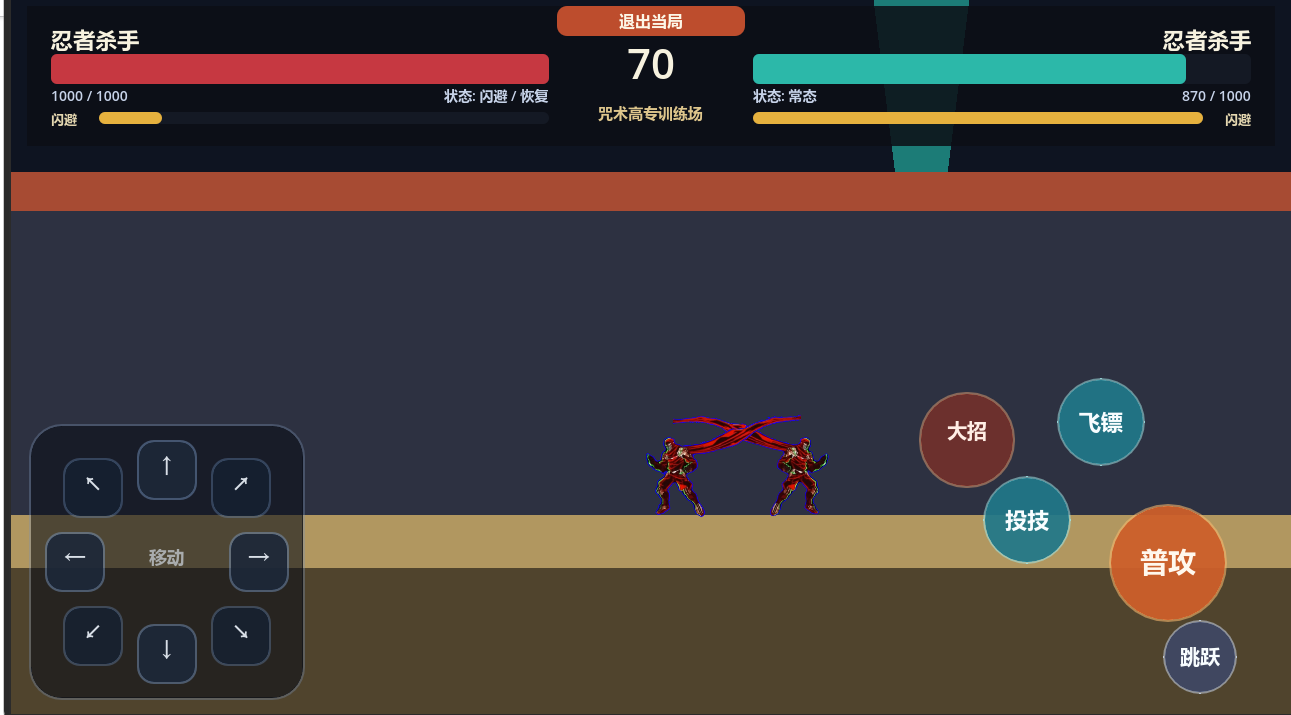 退出当局
忍者杀手
70
忍者杀手
1000 / 1000
状态: 闪避 / 恢复
咒术高专训练场
状态: 常态
870 / 1000
闪避
闪避
大招
飞镖
投技
普攻
跳跃
↑
↖
↗
←
移动
→
↙
↓
↘